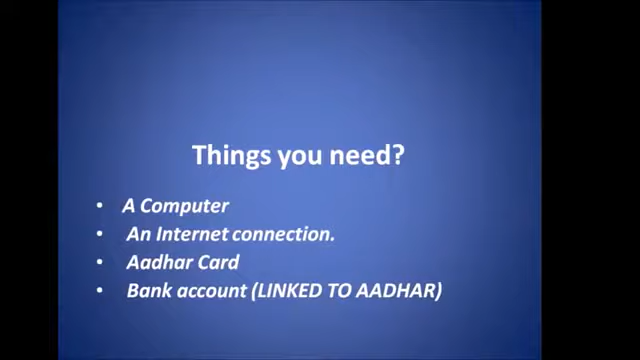 Things you need?
• A Computer
• An Internet connection.
• Aadhar Card
• Bank account (LINKED TO AADHAR)